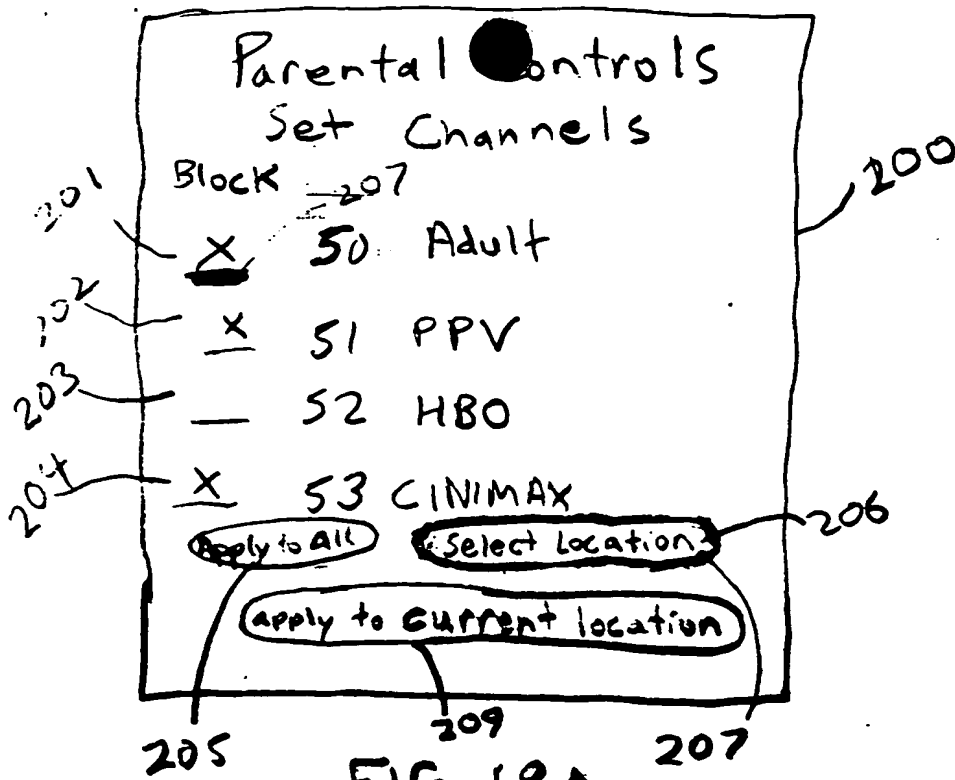 Parental ontrols
Set Channels
200
Block 207
201
X 50 Adult
X 51 PPV
203
52 HBO
204
X 53 CINIMAX
206
Apply to All Select Location
apply to current location
205 209 207